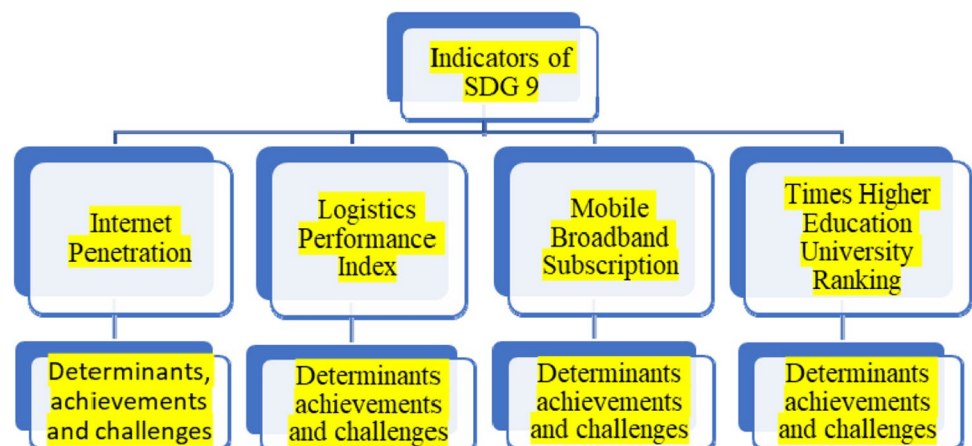 Indicators of
SDG 9
Internet
Penetration
Logistics
Performance
Index
Mobile
Broadband
Subscription
Times Higher
Education
University
Ranking
Determinants,
achievements
and challenges
Determinants
achievements
and challenges
Determinants
achievements
and challenges
Determinants
achievements
and challenges